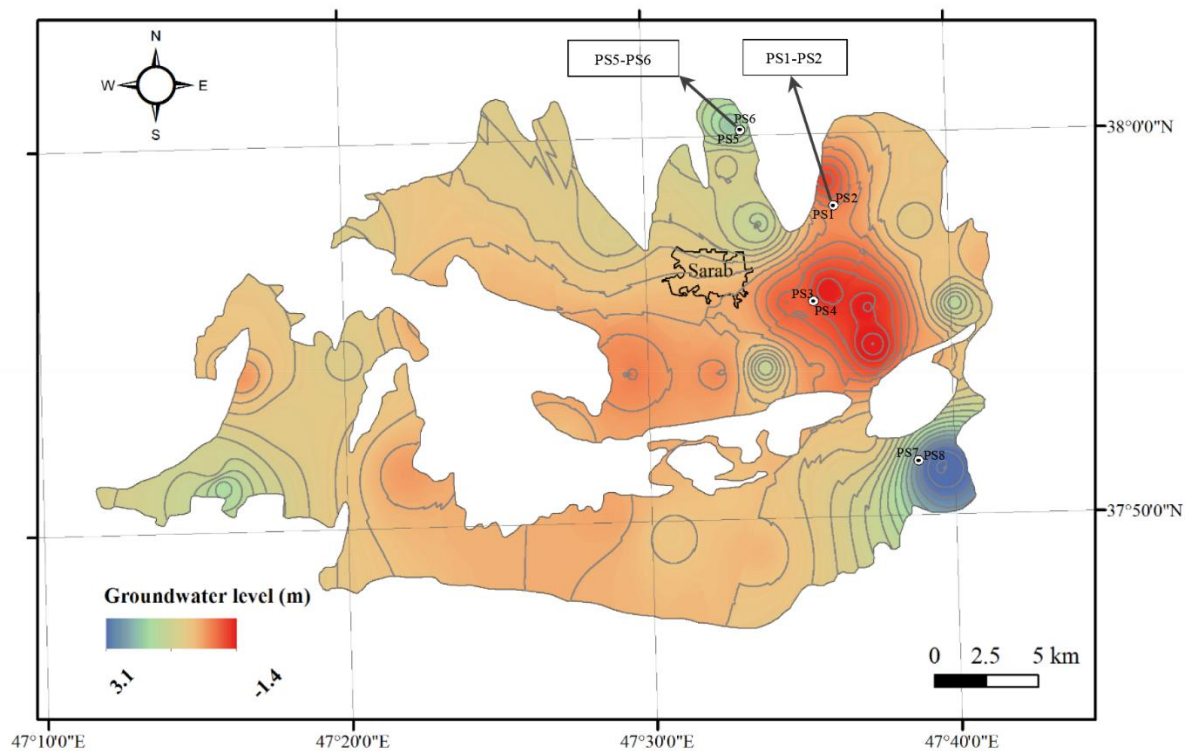 PS5-PS6
PS1-PS2
N
W
E
S
38°0'0"N
PS6
PS5
PS2
PS1
Sarab
PS3
PS4
PS7
PS8
37°50'0"N
Groundwater level (m)
3.1
-1.4
0 2.5 5 km
47°10'0"E
47°20'0"E
47°30'0"E
47°40'0"E